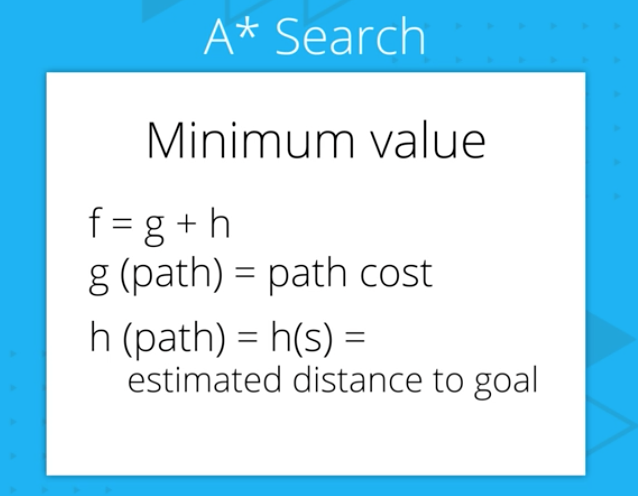 A* Search
Minimum value
f = g + h
g (path) = path cost
h (path) = h(s) =
estimated distance to goal